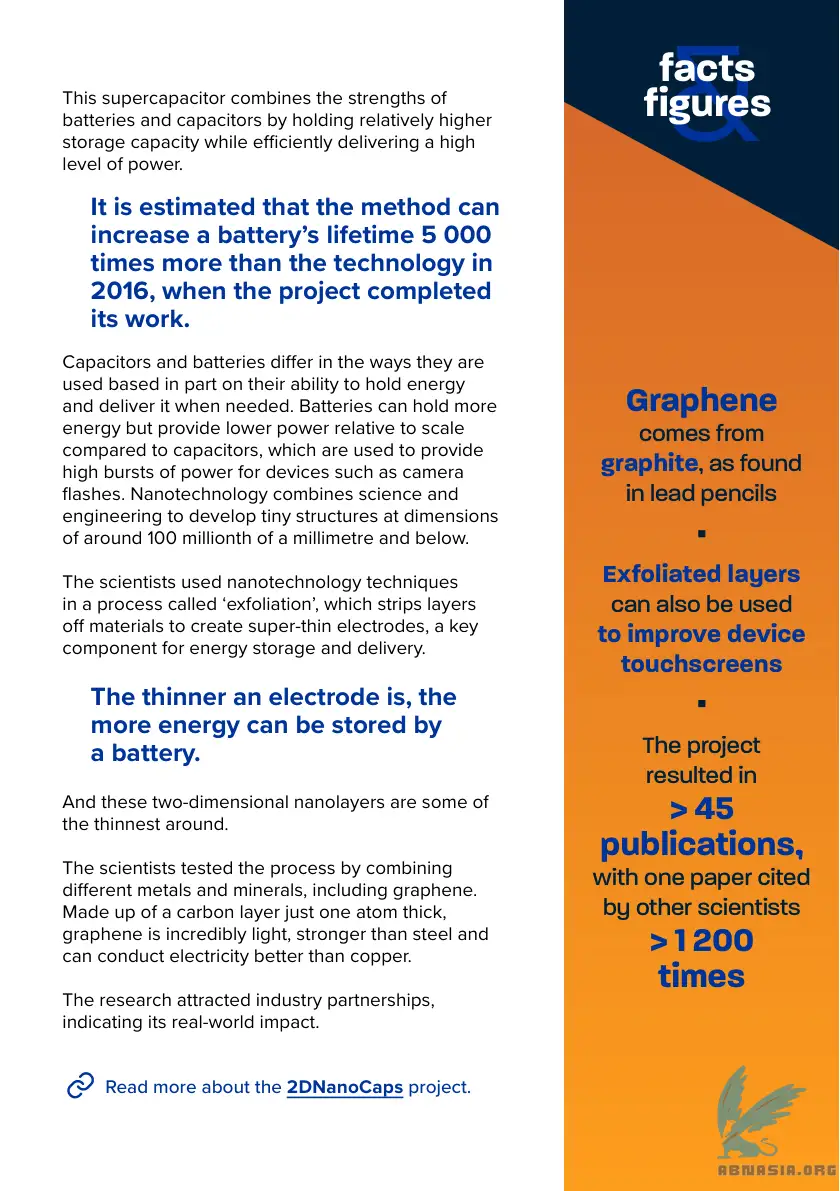 This supercapacitor combines the strengths of
batteries and capacitors by holding relatively higher
storage capacity while efficiently delivering a high
level of power.
It is estimated that the method can
increase a battery’s lifetime 5 000
times more than the technology in
2016, when the project completed
its work.
Capacitors and batteries differ in the ways they are
used based in part on their ability to hold energy
and deliver it when needed. Batteries can hold more
energy but provide lower power relative to scale
compared to capacitors, which are used to provide
high bursts of power for devices such as camera
flashes. Nanotechnology combines science and
engineering to develop tiny structures at dimensions
of around 100 millionth of a millimetre and below.
The scientists used nanotechnology techniques
in a process called ‘exfoliation’, which strips layers
off materials to create super-thin electrodes, a key
component for energy storage and delivery.
The thinner an electrode is, the
more energy can be stored by
a battery.
And these two-dimensional nanolayers are some of
the thinnest around.
The scientists tested the process by combining
different metals and minerals, including graphene.
Made up of a carbon layer just one atom thick,
graphene is incredibly light, stronger than steel and
can conduct electricity better than copper.
The research attracted industry partnerships,
indicating its real-world impact.
Read more about the 2DNanoCaps project.
facts
&
figures
Graphene
comes from
graphite, as found
in lead pencils
▪
Exfoliated layers
can also be used
to improve device
touchscreens
▪
The project
resulted in
> 45
publications,
with one paper cited
by other scientists
> 1 200
times
ABNASIA.ORG